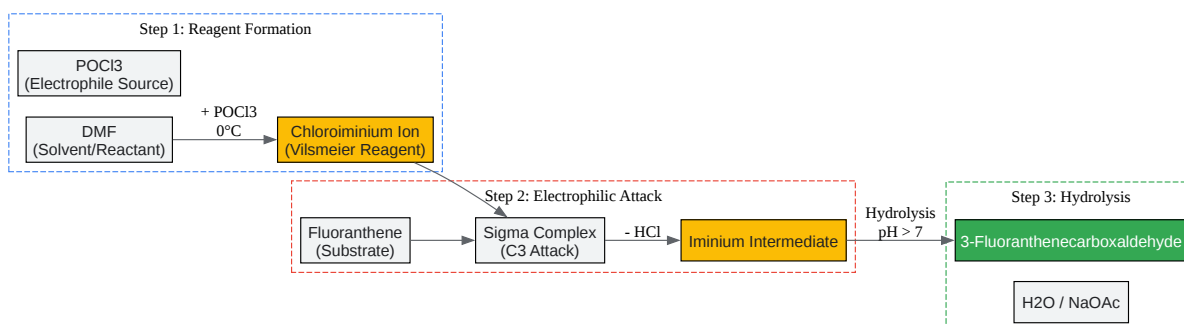 Step 1: Reagent Formation
POCl3
(Electrophile Source)
+ POCl3
0°C
DMF
(Solvent/Reactant)
Chloroiminium Ion
(Vilsmeier Reagent)
Step 2: Electrophilic Attack
Fluoranthene
(Substrate)
Sigma Complex
(C3 Attack)
- HCl
Iminium Intermediate
Hydrolysis
pH > 7
Step 3: Hydrolysis
3-Fluoranthenecarboxaldehyde
H2O / NaOAc